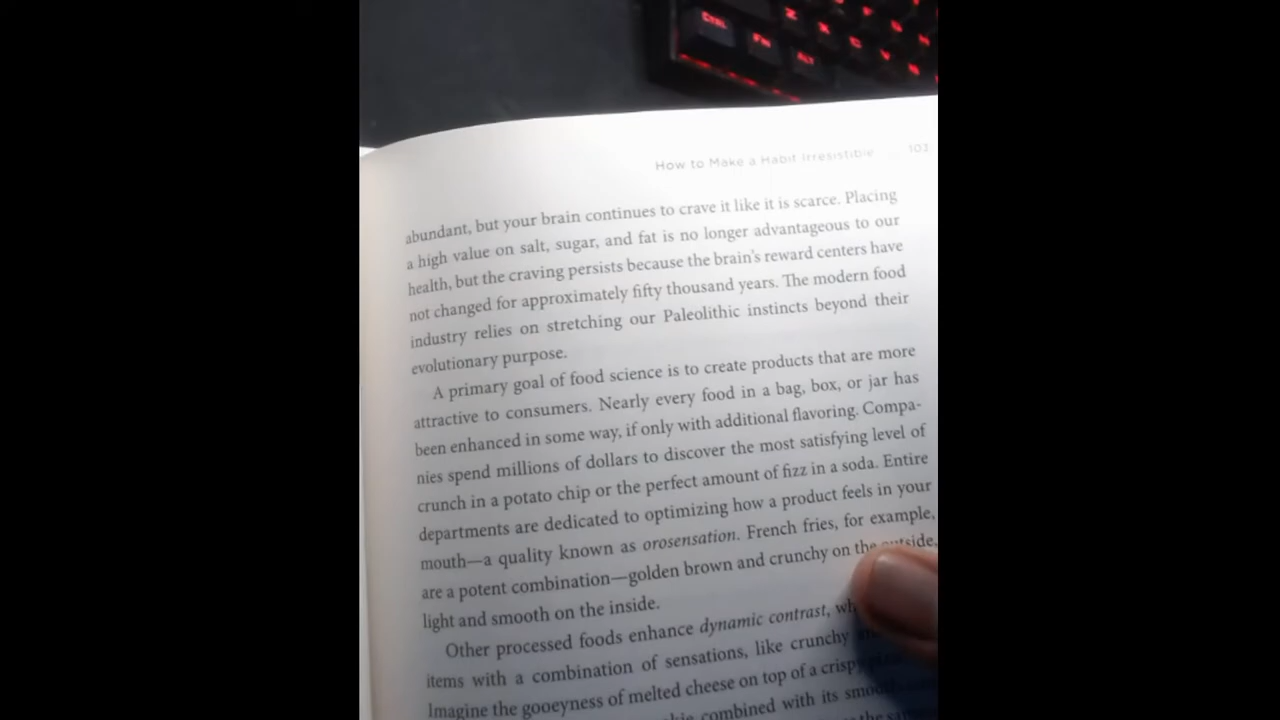 Ctrl
Fn
ALT
Z
X
C
V
How to Make a Habit Irresistible 103
abundant, but your brain continues to crave it like it is scarce. Placing
a high value on salt, sugar, and fat is no longer advantageous to our
health, but the craving persists because the brain's reward centers have
not changed for approximately fifty thousand years. The modern food
industry relies on stretching our Paleolithic instincts beyond their
evolutionary purpose.
A primary goal of food science is to create products that are more
attractive to consumers. Nearly every food in a bag, box, or jar has
been enhanced in some way, if only with additional flavoring. Compa-
nies spend millions of dollars to discover the most satisfying level of
crunch in a potato chip or the perfect amount of fizz in a soda. Entire
departments are dedicated to optimizing how a product feels in your
mouth—a quality known as orosensation. French fries, for example,
are a potent combination—golden brown and crunchy on the outside,
light and smooth on the inside.
Other processed foods enhance dynamic contrast,
items with a combination of sensations, like crunchy
Imagine the gooeyness of melted cheese on top of a crispy
combined with its